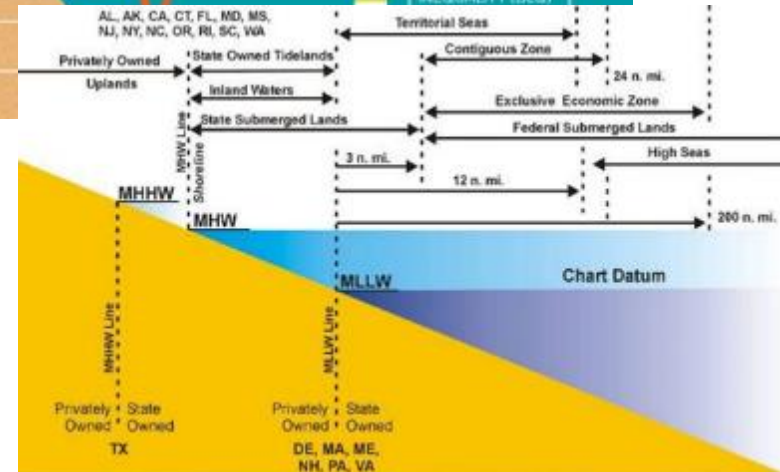 AL, AK, CA, CT, FL, MD, MS,
NJ, NY, NC, OR, RI, SC, WA
Territorial Seas
Privately Owned
State Owned Tidelands
Contiguous Zone
24 n. mi.
Uplands
Inland Waters
Exclusive Economic Zone
State Submerged Lands
Federal Submerged Lands
MHW Line
Shoreline
3 n. mi.
High Seas
12 n. mi.
MHHW
200 n. mi.
MHW
MLLW
Chart Datum
MHHW Line
MLLW Line
Privately State
Owned Owned
TX
Privately State
Owned Owned
DE, MA, ME,
NH, PA, VA